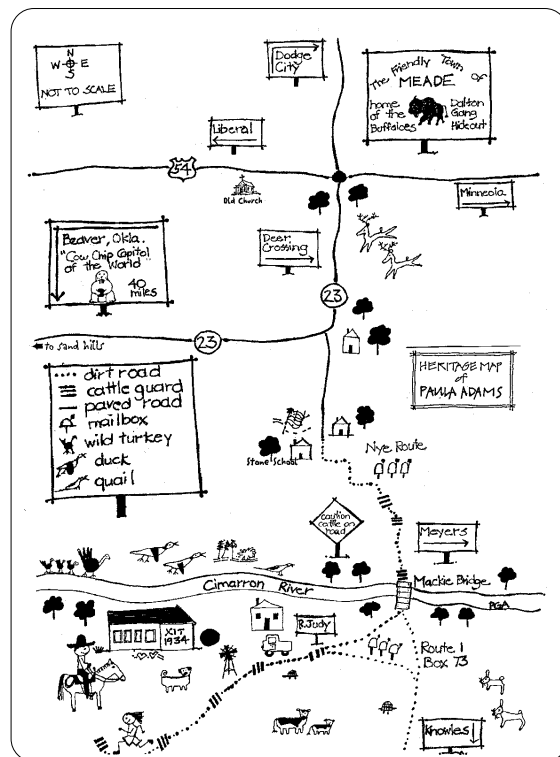 N
W E
S
NOT TO SCALE
Dodge
City
The Friendly Town of
MEADE
home
of the
Buffaloes
Dalton
Gang
Hideout
Liberal
54
Old Church
Minneola
Beaver, Okla.
"Cow Chip Capitol
of the World"
40
miles
Deer
Crossing
23
23
to sand hills
HERITAGE MAP
of
PAULA ADAMS
dirt road
cattle guard
paved road
mailbox
wild turkey
duck
quail
Stone School
Nye Route
caution
cattle on
road
Meyers
Cimarron River
Mackie Bridge
PGA
XIT
1934
R. Judy
Route 1
Box 73
Knowles